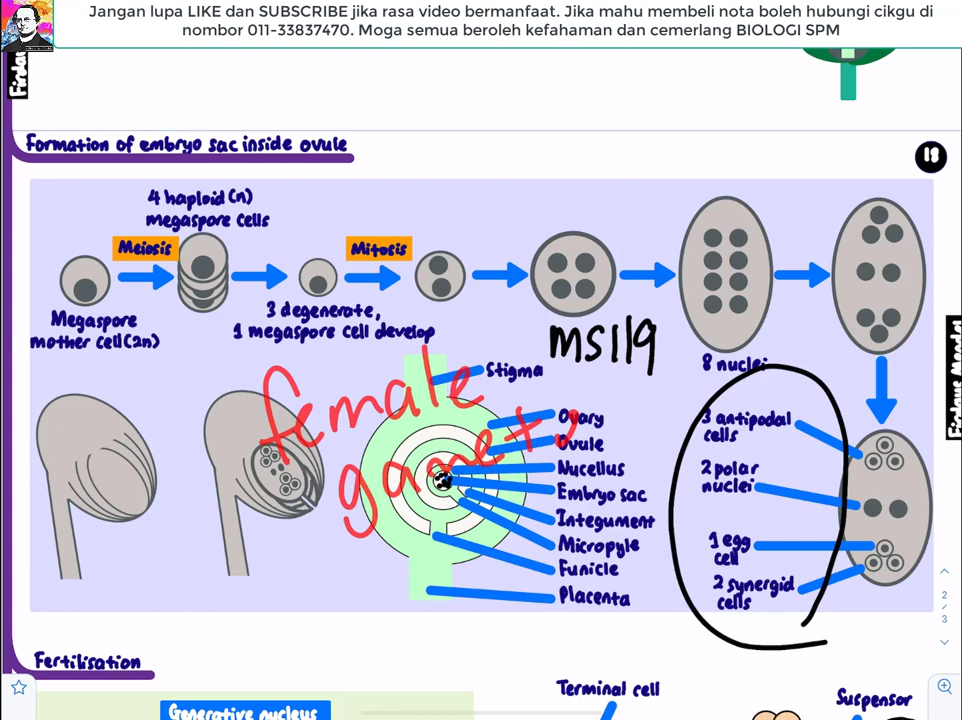 Jangan lupa LIKE dan SUBSCRIBE jika rasa video bermanfaat. Jika mahu membeli nota boleh hubungi cikgu di
nombor 011-33837470. Moga semua beroleh kefahaman dan cemerlang BIOLOGI SPM
Formation of embryo sac inside ovule
18
4 haploid (n)
megaspore cells
Meiosis
Mitosis
Megaspore
mother cell (2n)
3 degenerate,
1 megaspore cell develop
8 nuclei
ms119
female
gamete
Stigma
Ovary
Ovule
Nucellus
Embryo sac
Integument
Micropyle
Funicle
Placenta
3 antipodal
cells
2 polar
nuclei
1 egg
cell
2 synergid
cells
2
/
3
Fertilisation
Generative nucleus
Terminal cell
Suspensor